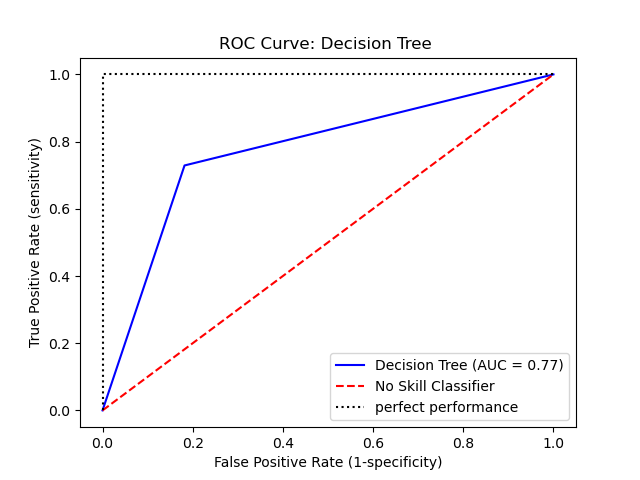 ROC Curve: Decision Tree
1.0
0.8
0.6
0.4
0.2
0.0
True Positive Rate (sensitivity)
Decision Tree (AUC = 0.77)
No Skill Classifier
perfect performance
0.0 0.2 0.4 0.6 0.8 1.0
False Positive Rate (1-specificity)